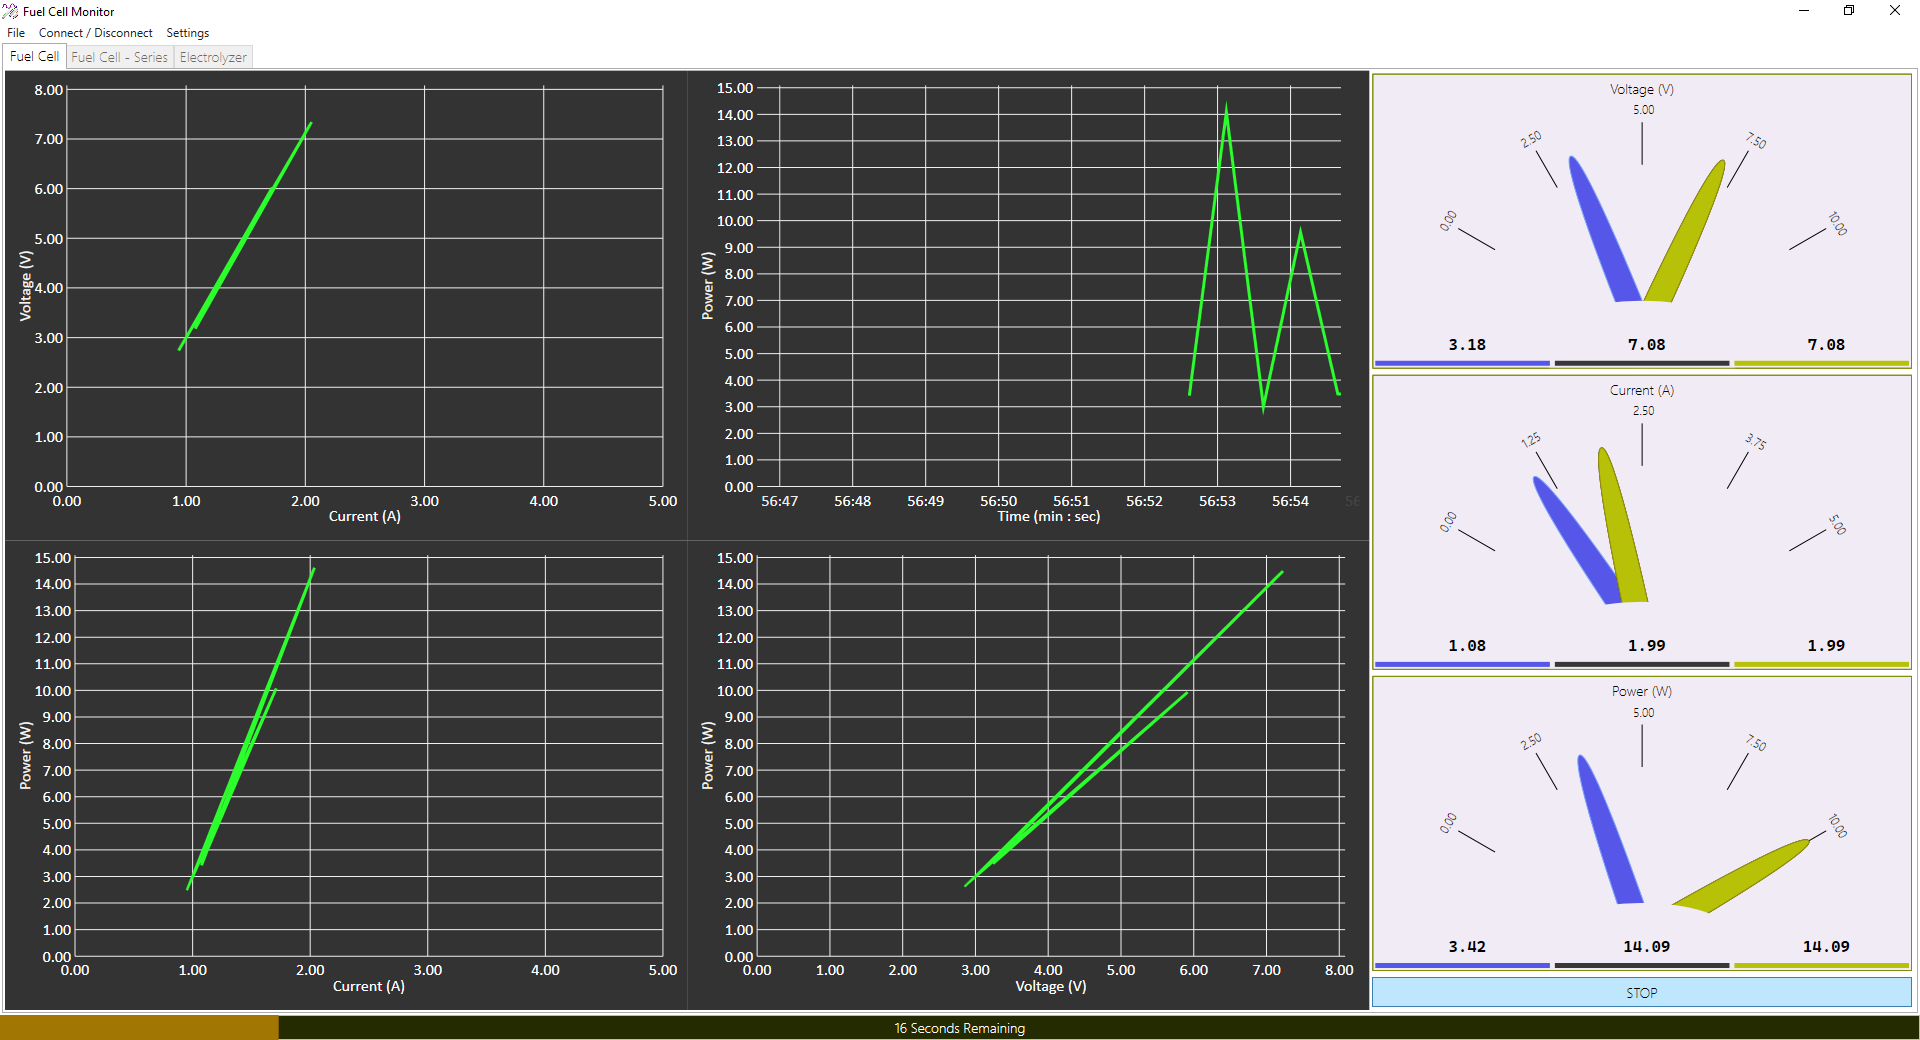 Fuel Cell Monitor
File Connect / Disconnect Settings
Fuel Cell Fuel Cell - Series Electrolyzer
8.00
7.00
6.00
5.00
4.00
3.00
2.00
1.00
0.00
Voltage (V)
0.00 1.00 2.00 3.00 4.00 5.00
Current (A)
15.00
14.00
13.00
12.00
11.00
10.00
9.00
8.00
7.00
6.00
5.00
4.00
3.00
2.00
1.00
0.00
Power (W)
56:47 56:48 56:49 56:50 56:51 56:52 56:53 56:54
Time (min : sec)
15.00
14.00
13.00
12.00
11.00
10.00
9.00
8.00
7.00
6.00
5.00
4.00
3.00
2.00
1.00
0.00
Power (W)
0.00 1.00 2.00 3.00 4.00 5.00
Current (A)
15.00
14.00
13.00
12.00
11.00
10.00
9.00
8.00
7.00
6.00
5.00
4.00
3.00
2.00
1.00
0.00
Power (W)
0.00 1.00 2.00 3.00 4.00 5.00 6.00 7.00 8.00
Voltage (V)
Voltage (V)
0.00 2.50 5.00 7.50 10.00
3.18 7.08 7.08
Current (A)
0.00 1.25 2.50 3.75 5.00
1.08 1.99 1.99
Power (W)
0.00 2.50 5.00 7.50 10.00
3.42 14.09 14.09
STOP
16 Seconds Remaining